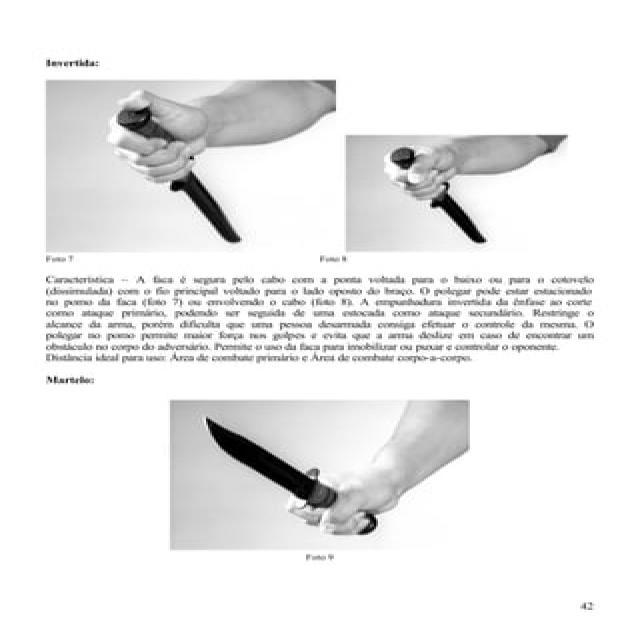 Invertida:
Foto 7 Foto 8
Característica – A faca é segura pelo cabo com a ponta voltada para o baixo ou para o cotovelo
(dissimulada) com o fio principal voltado para o lado oposto do braço. O polegar pode estar estacionado
no pomo da faca (foto 7) ou envolvendo o cabo (foto 8). A empunhadura invertida da ênfase ao corte
como ataque primário, podendo ser seguida de uma estocada como ataque secundário. Restringe o
alcance da arma, porém dificulta que uma pessoa desarmada consiga efetuar o controle da mesma. O
polegar no pomo permite maior força nos golpes e evita que a arma deslize em caso de encontrar um
obstáculo no corpo do adversário. Permite o uso da faca para imobilizar ou puxar e controlar o oponente.
Distância ideal para uso: Área de combate primário e Área de combate corpo-a-corpo.
Martelo:
Foto 9
42